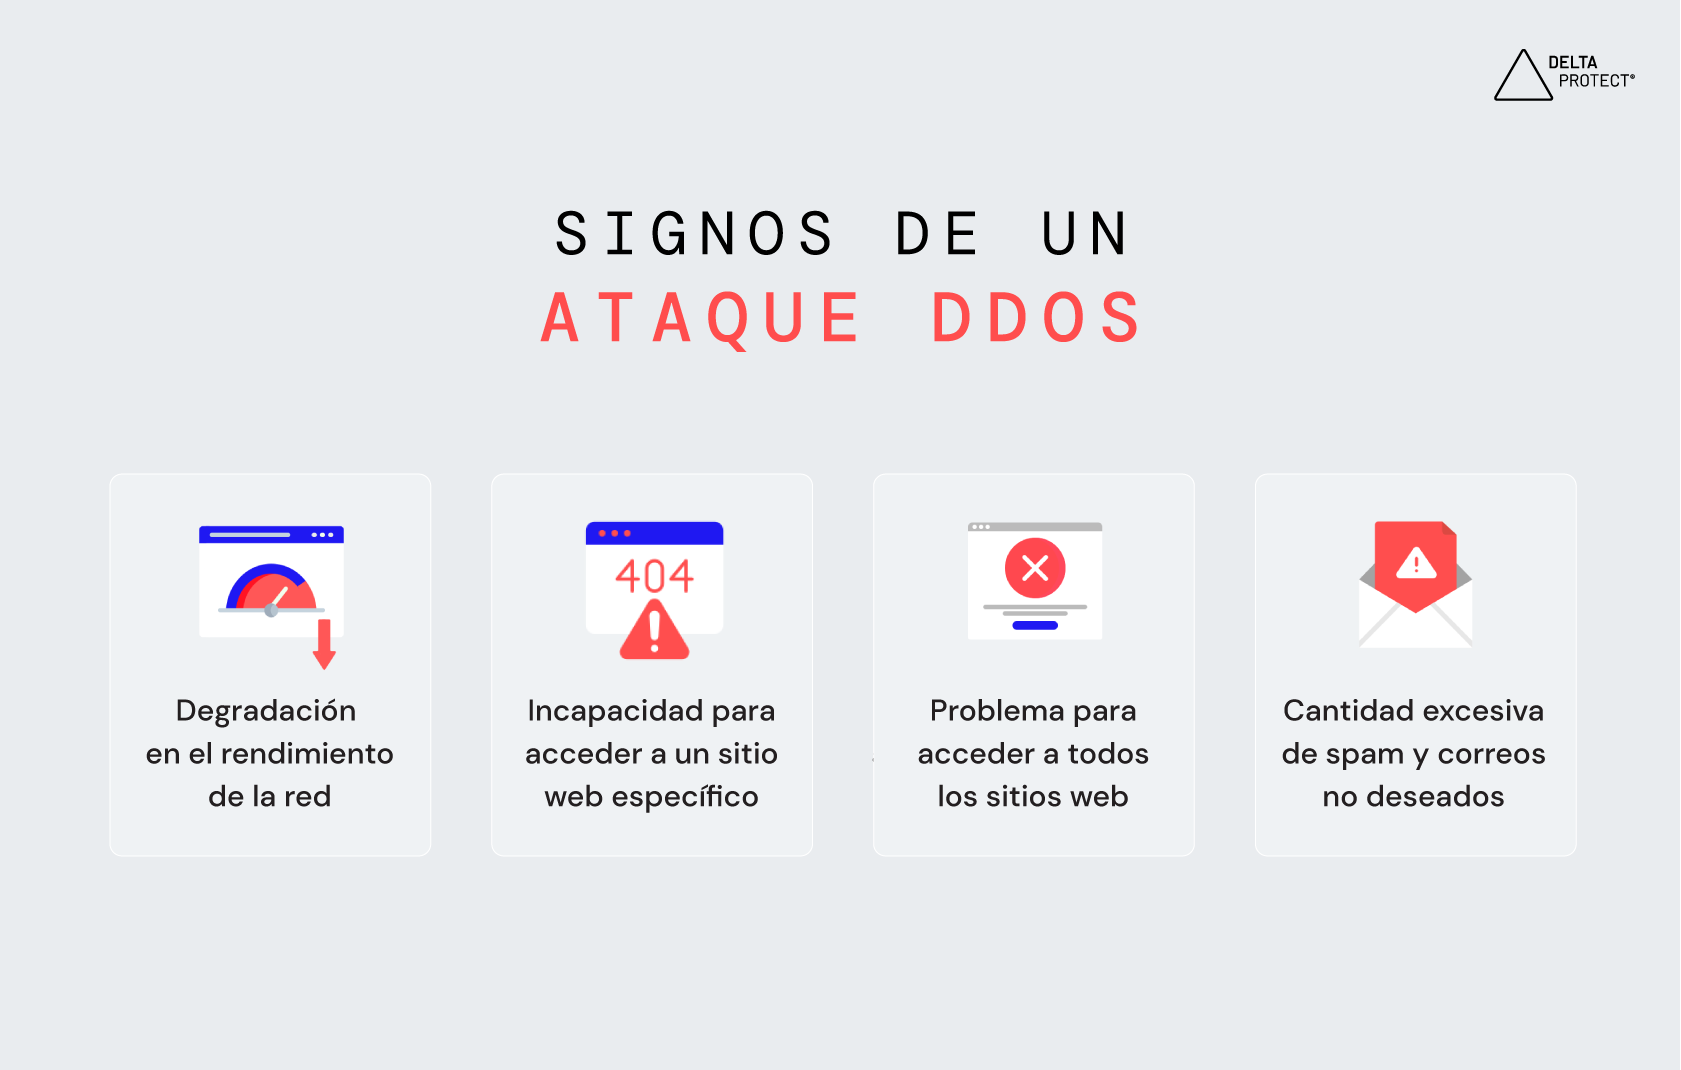 DELTA
PROTECT®
SIGNOS DE UN
ATAQUE DDOS
Degradación
en el rendimiento
de la red
404
Incapacidad para
acceder a un sitio
web específico
Problema para
acceder a todos
los sitios web
Cantidad excesiva
de spam y correos
no deseados